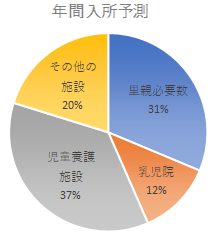 年間入所予測
その他の
施設
20%
里親必要数
31%
乳児院
12%
児童養護
施設
37%